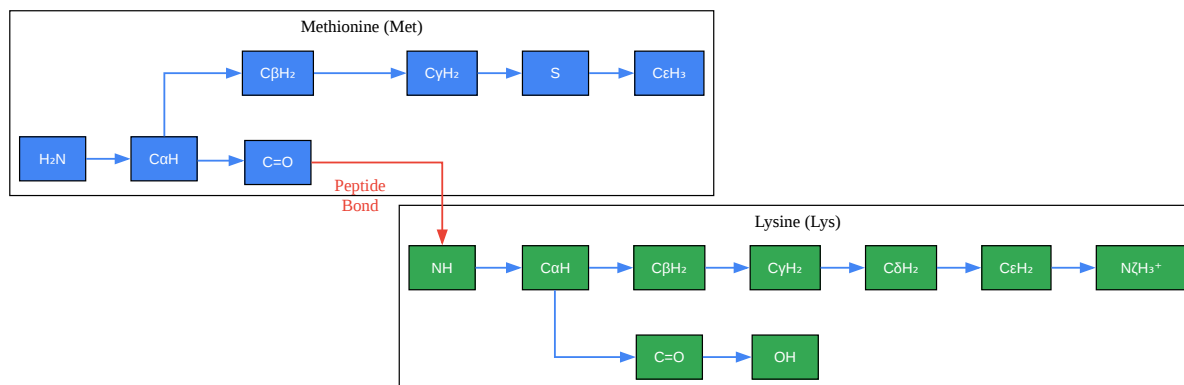 Methionine (Met)
CβH₂
CγH₂
S
CεH₃
H₂N
CαH
C=O
Peptide
Bond
Lysine (Lys)
NH
CαH
CβH₂
CγH₂
CδH₂
CεH₂
NζH₃⁺
C=O
OH